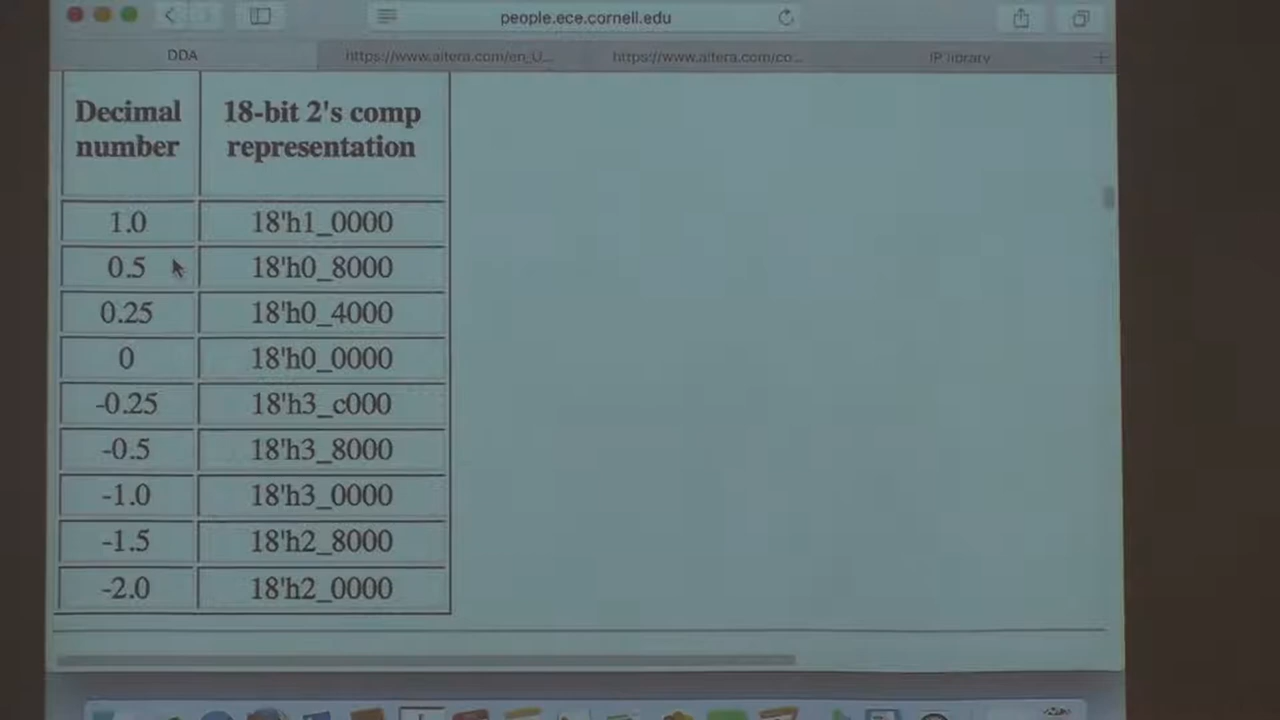 people.ece.cornell.edu
DDA
https://www.altera.com/en_U...
https://www.altera.com/co...
IP library
Decimal number
18-bit 2's comp representation
1.0 18'h1_0000
0.5 18'h0_8000
0.25 18'h0_4000
0 18'h0_0000
-0.25 18'h3_c000
-0.5 18'h3_8000
-1.0 18'h3_0000
-1.5 18'h2_8000
-2.0 18'h2_0000